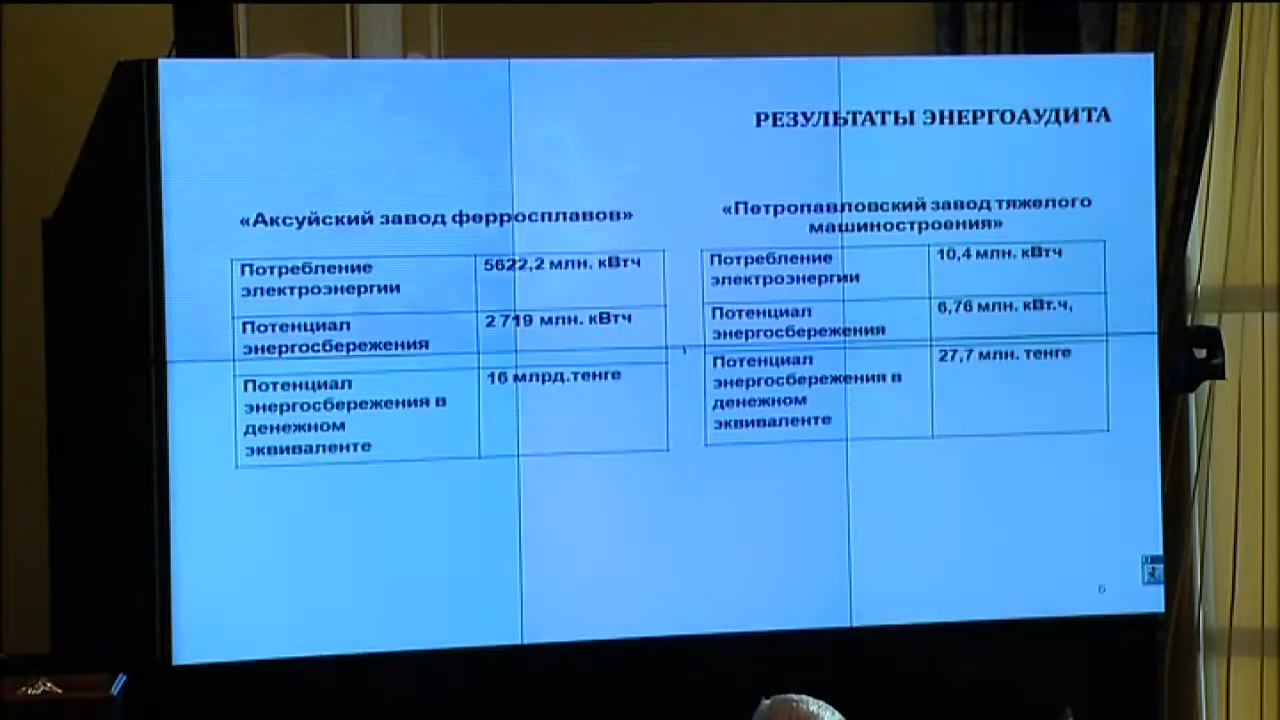 РЕЗУЛЬТАТЫ ЭНЕРГОАУДИТА
«Аксуйский завод ферросплавов»
Потребление
электроэнергии
5622,2 млн. кВтч
Потенциал
энергосбережения
2 719 млн. кВтч
Потенциал
энергосбережения в
денежном
эквиваленте
16 млрд.тенге
«Петропавловский завод тяжелого
машиностроения»
Потребление
электроэнергии
10,4 млн. кВтч
Потенциал
энергосбережения
6,76 млн. кВт.ч,
Потенциал
энергосбережения в
денежном
эквиваленте
27,7 млн. тенге
6